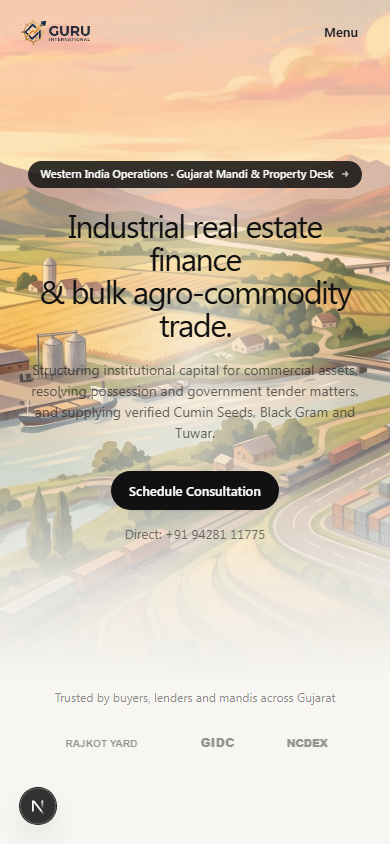 GURU
INTERNATIONAL
Menu
Western India Operations · Gujarat Mandi & Property Desk →
Industrial real estate
finance
& bulk agro-commodity
trade.
Structuring institutional capital for commercial assets,
resolving possession and government tender matters,
and supplying verified Cumin Seeds, Black Gram and
Tuwar.
Schedule Consultation
Direct: +91 94281 11775
Trusted by buyers, lenders and mandis across Gujarat
RAJKOT YARD
GIDC
NCDEX
N